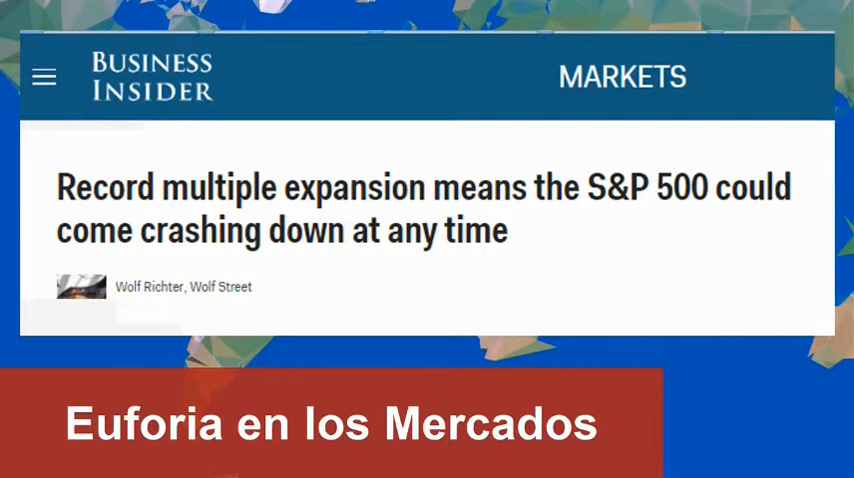 BUSINESS
INSIDER
MARKETS
Record multiple expansion means the S&P 500 could
come crashing down at any time
Wolf Richter, Wolf Street
Euforia en los Mercados